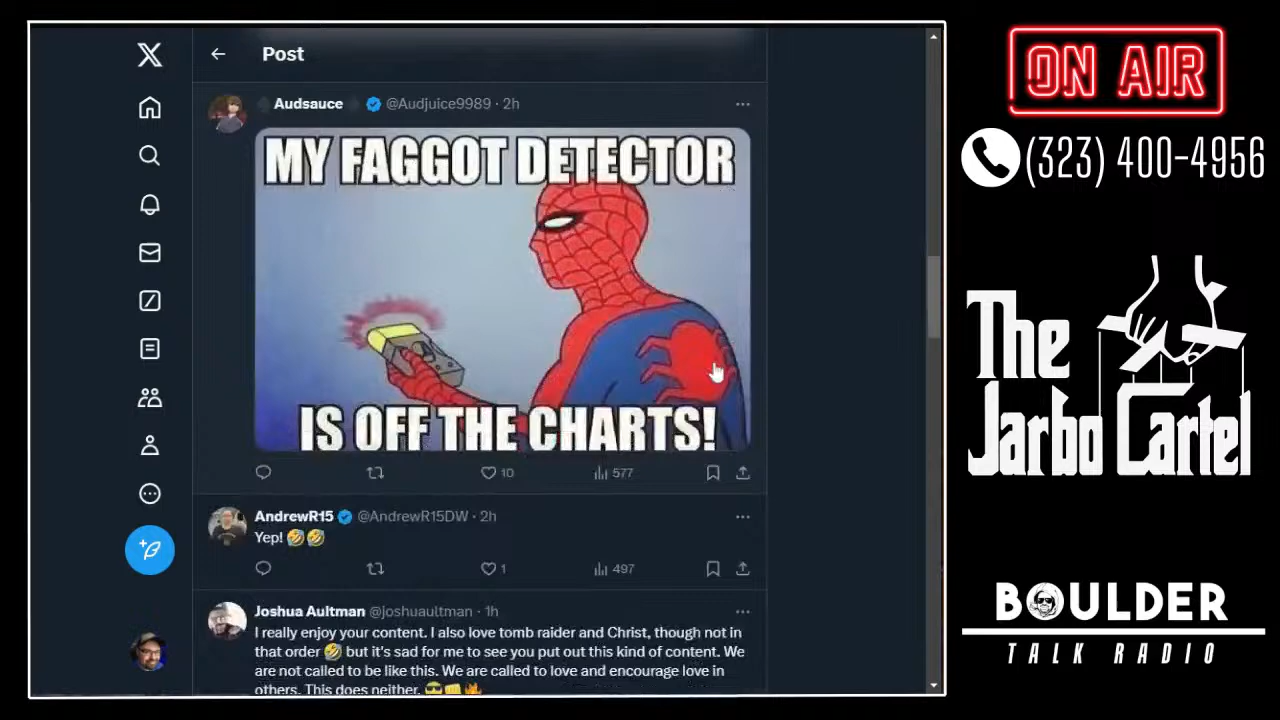 Post
ON AIR
Audsauce @Audjuice9989 · 2h
(323) 400-4956
MY FAGGOT DETECTOR
IS OFF THE CHARTS!
10
577
The
Jarbo Cartel
AndrewR15 @AndrewR15DW · 2h
Yep! 🤣🤣
1
497
BOULDER
TALK RADIO
Joshua Aultman @joshuaultman · 1h
I really enjoy your content. I also love tomb raider and Christ, though not in
that order 🤣 but it's sad for me to see you put out this kind of content. We
are not called to be like this. We are called to love and encourage love in
others. This does neither. 😎👊🔥